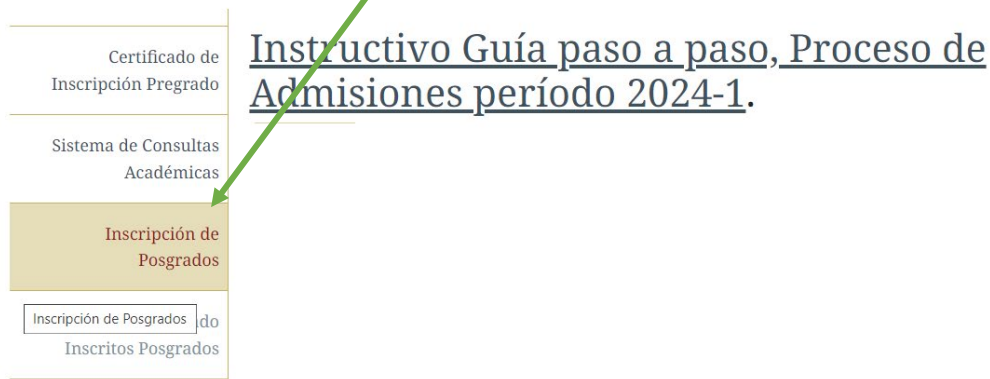 Certificado de
Inscripción Pregrado
Sistema de Consultas
Académicas
Inscripción de
Posgrados
Inscripción de Posgrados
do
Inscritos Posgrados
Instructivo Guía paso a paso, Proceso de
Admisiones período 2024-1.